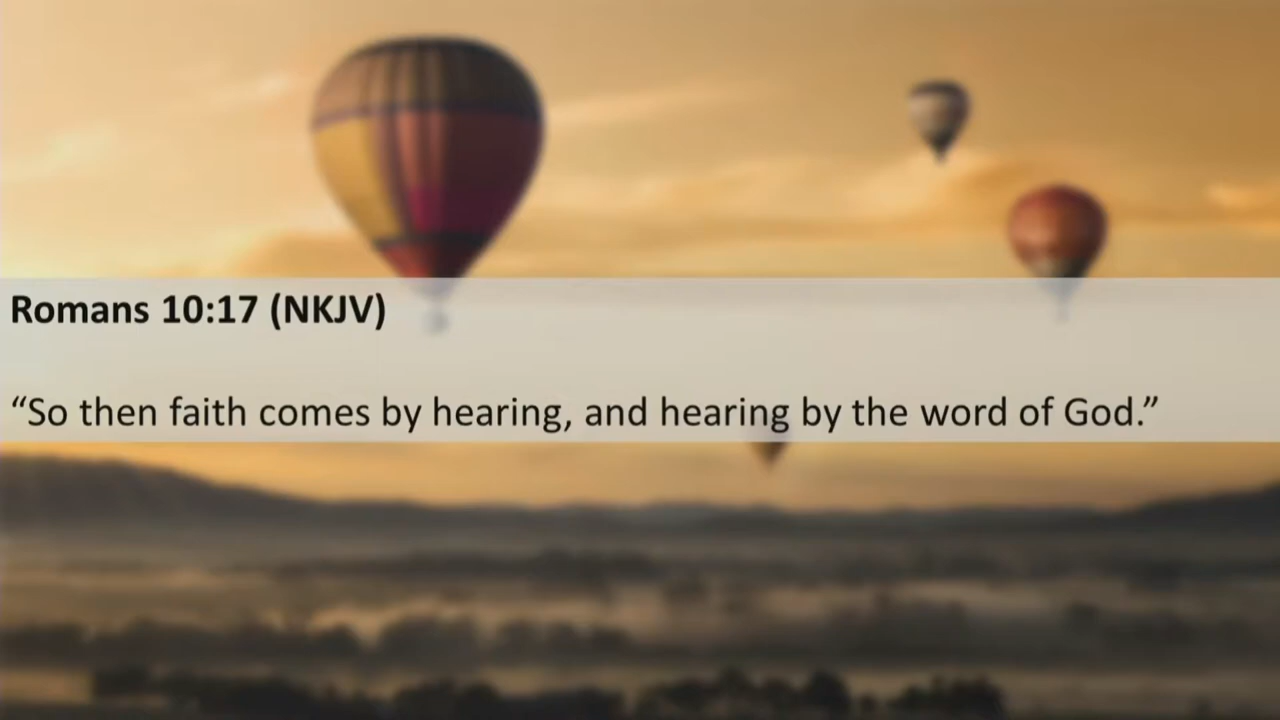 Romans 10:17 (NKJV)
“So then faith comes by hearing, and hearing by the word of God.”